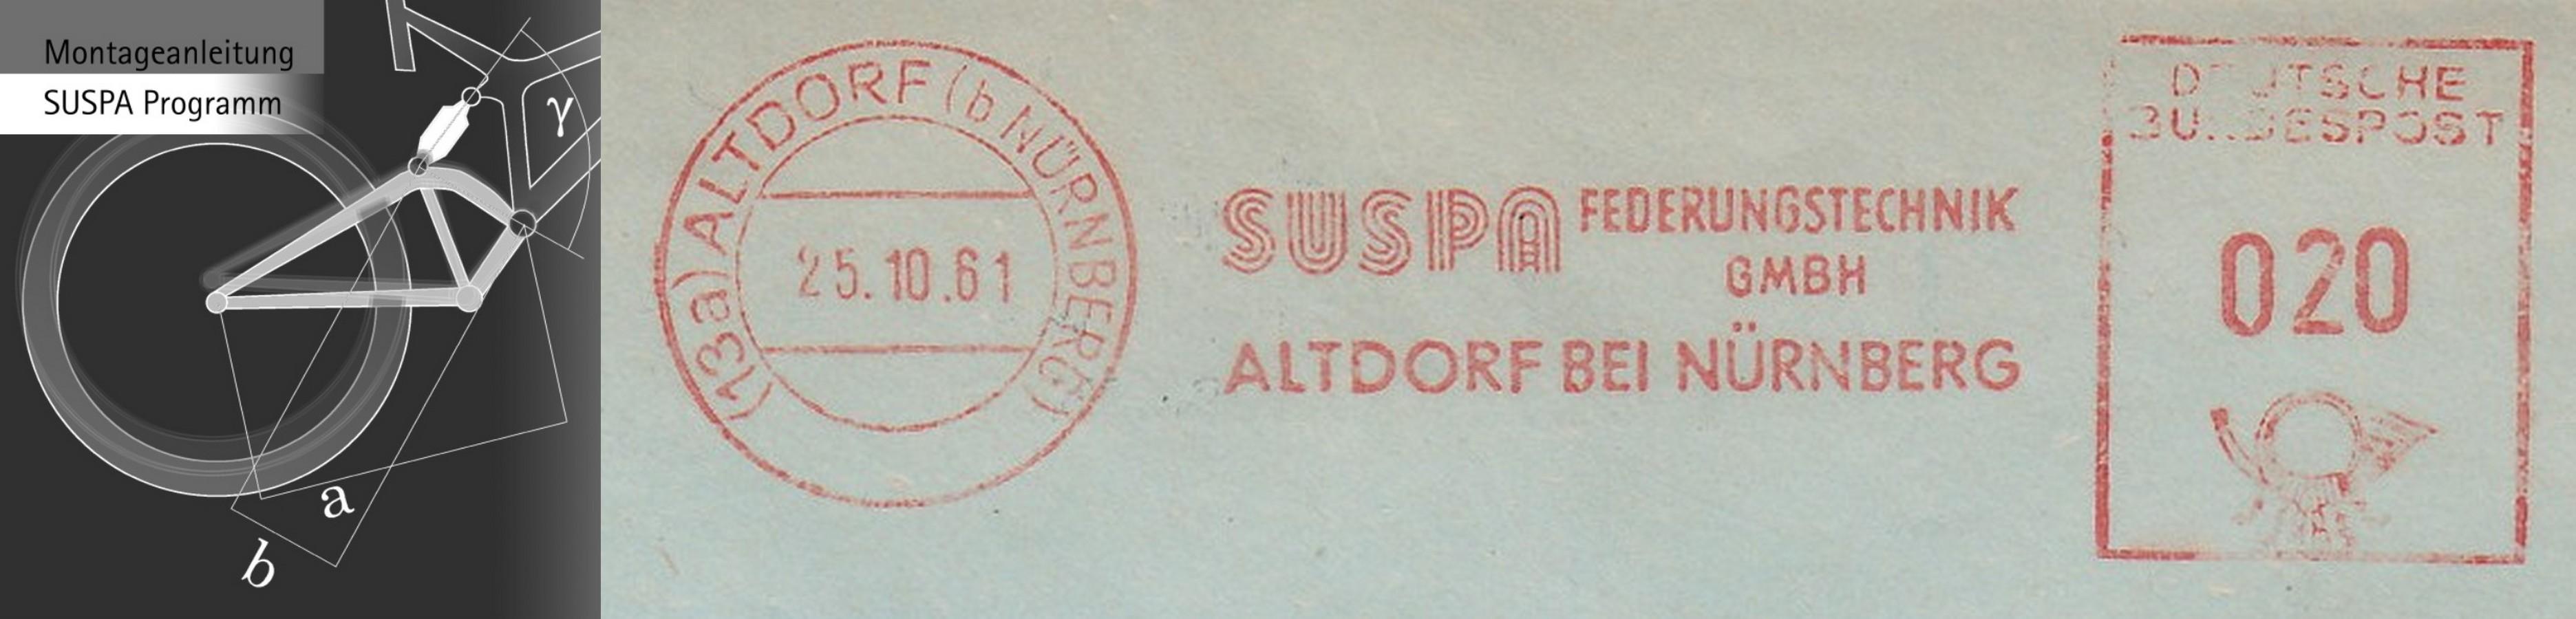 Montageanleitung
SUSPA Programm
γ
a
b
(13a) ALTDORF (b NÜRNBERG)
25.10.61
SUSPA FEDERUNGSTECHNIK
GMBH
ALTDORF BEI NÜRNBERG
DEUTSCHE
BUNDESPOST
020